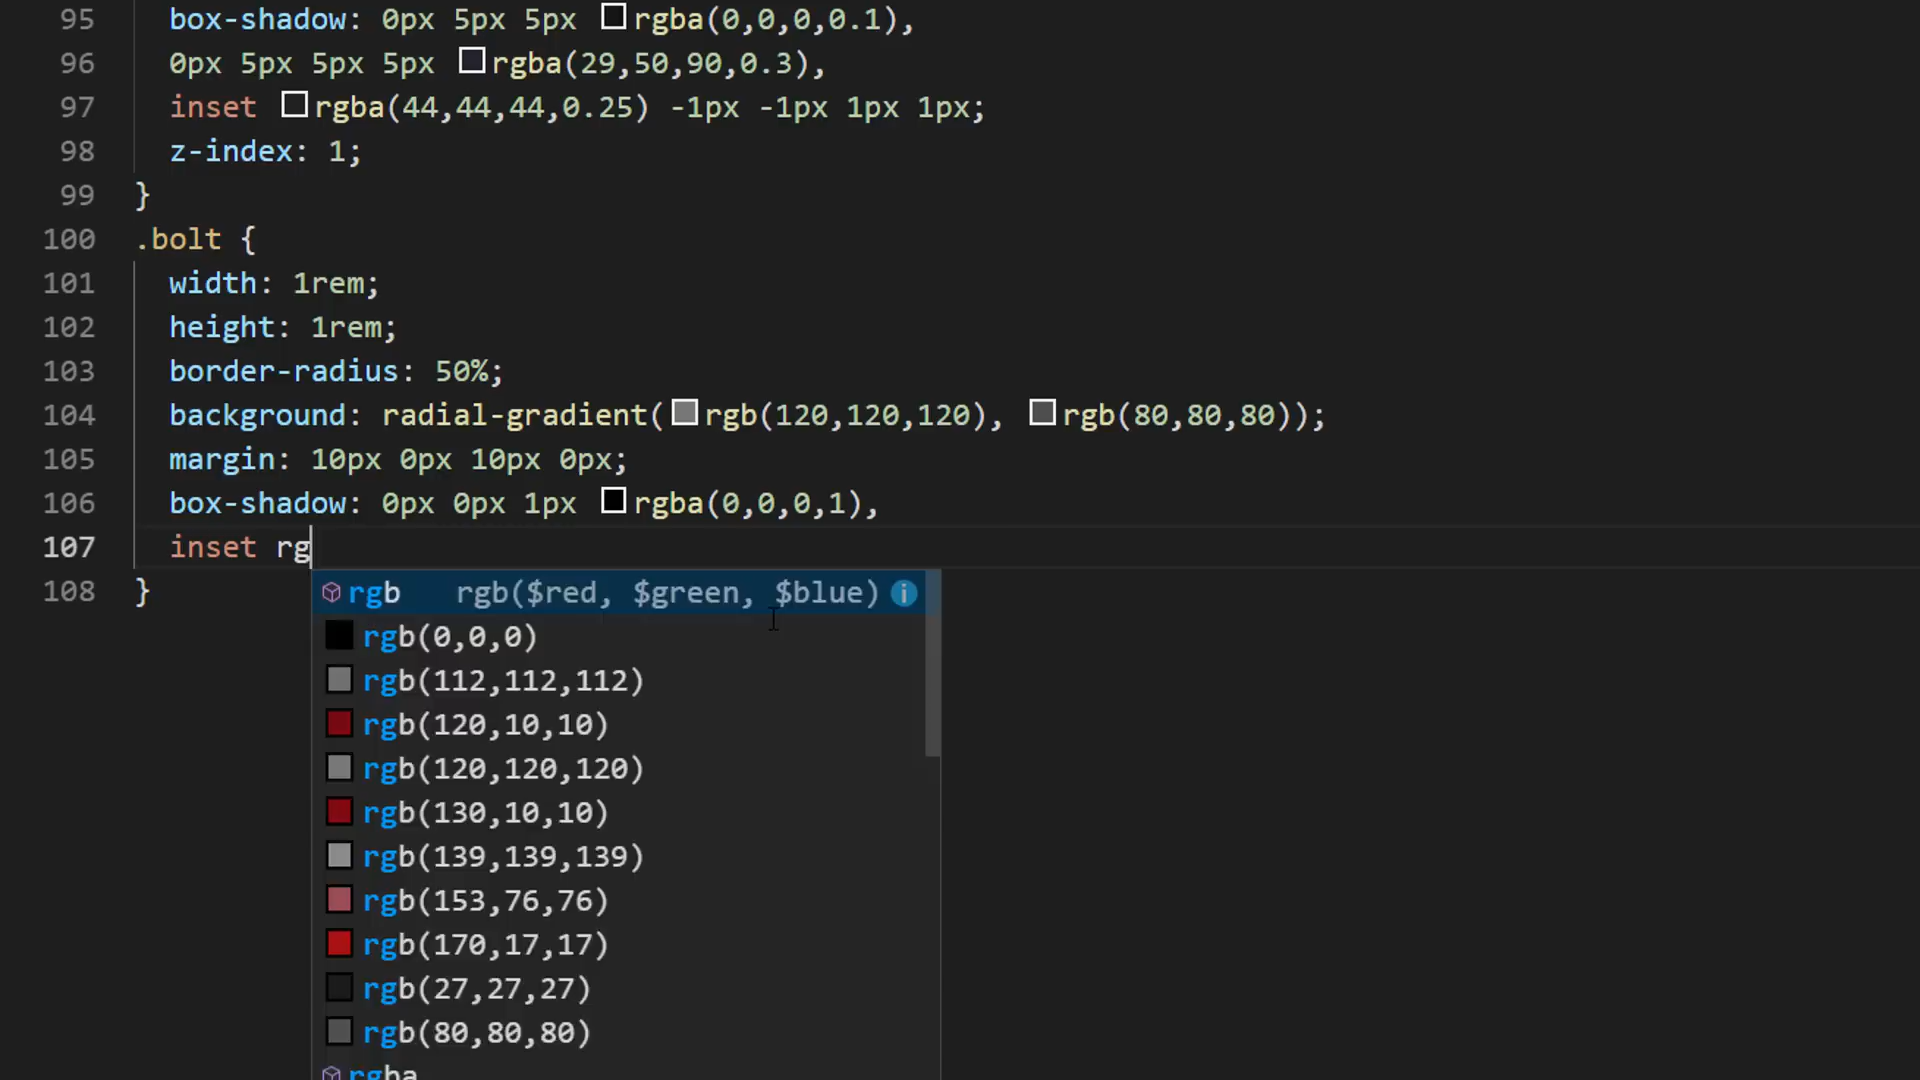 95 box-shadow: 0px 5px 5px rgba(0,0,0,0.1),
96 0px 5px 5px 5px rgba(29,50,90,0.3),
97 inset rgba(44,44,44,0.25) -1px -1px 1px 1px;
98 z-index: 1;
99 }
100 .bolt {
101 width: 1rem;
102 height: 1rem;
103 border-radius: 50%;
104 background: radial-gradient(rgb(120,120,120), rgb(80,80,80));
105 margin: 10px 0px 10px 0px;
106 box-shadow: 0px 0px 1px rgba(0,0,0,1),
107 inset rg
108 }
rgb rgb($red, $green, $blue)
rgb(0,0,0)
rgb(112,112,112)
rgb(120,10,10)
rgb(120,120,120)
rgb(130,10,10)
rgb(139,139,139)
rgb(153,76,76)
rgb(170,17,17)
rgb(27,27,27)
rgb(80,80,80)
rgba